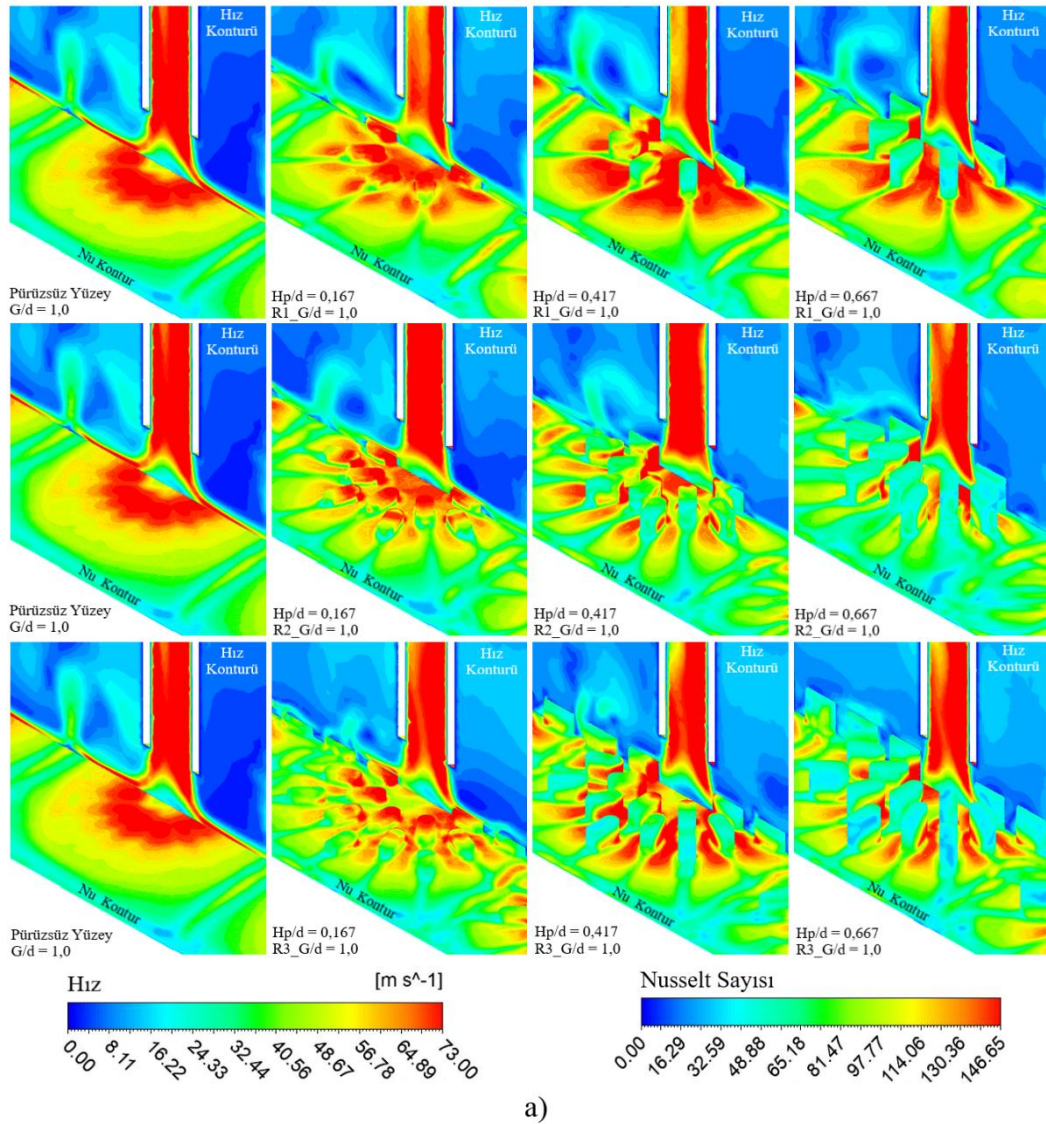 Hız
Konturü
Nu Kontur
Pürüzsüz Yüzey
G/d = 1,0
Hız
Konturü
Nu Kontur
Hp/d = 0,167
R1_G/d = 1,0
Hız
Konturü
Nu Kontur
Hp/d = 0,417
R1_G/d = 1,0
Hız
Konturü
Nu Kontur
Hp/d = 0,667
R1_G/d = 1,0
Hız
Konturü
Nu Kontur
Pürüzsüz Yüzey
G/d = 1,0
Hız
Konturü
Nu Kontur
Hp/d = 0,167
R2_G/d = 1,0
Hız
Konturü
Nu Kontur
Hp/d = 0,417
R2_G/d = 1,0
Hız
Konturü
Nu Kontur
Hp/d = 0,667
R2_G/d = 1,0
Hız
Konturü
Nu Kontur
Pürüzsüz Yüzey
G/d = 1,0
Hız
Konturü
Nu Kontur
Hp/d = 0,167
R3_G/d = 1,0
Hız
Konturü
Nu Kontur
Hp/d = 0,417
R3_G/d = 1,0
Hız
Konturü
Nu Kontur
Hp/d = 0,667
R3_G/d = 1,0
Hız [m s^-1]
0.00 8.11 16.22 24.33 32.44 40.56 48.67 56.78 64.89 73.00
Nusselt Sayısı
0.00 16.29 32.59 48.88 65.18 81.47 97.77 114.06 130.36 146.65
a)